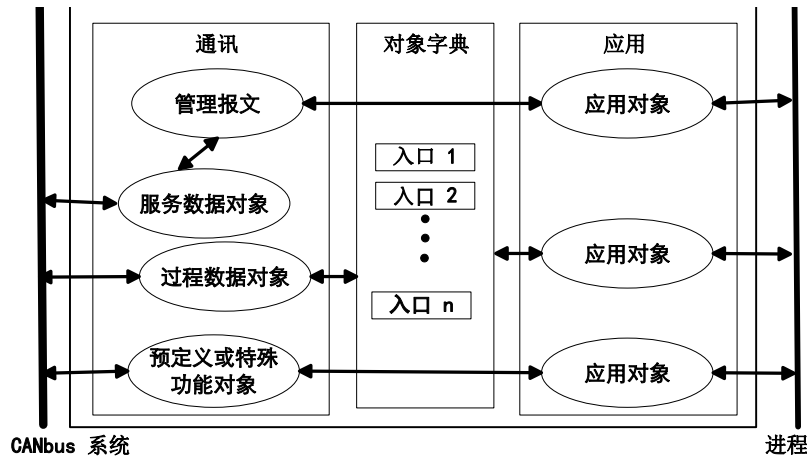 通讯
对象字典
应用
管理报文
应用对象
入口 1
服务数据对象
入口 2
过程数据对象
应用对象
入口 n
预定义或特殊
功能对象
应用对象
CANbus 系统
进程